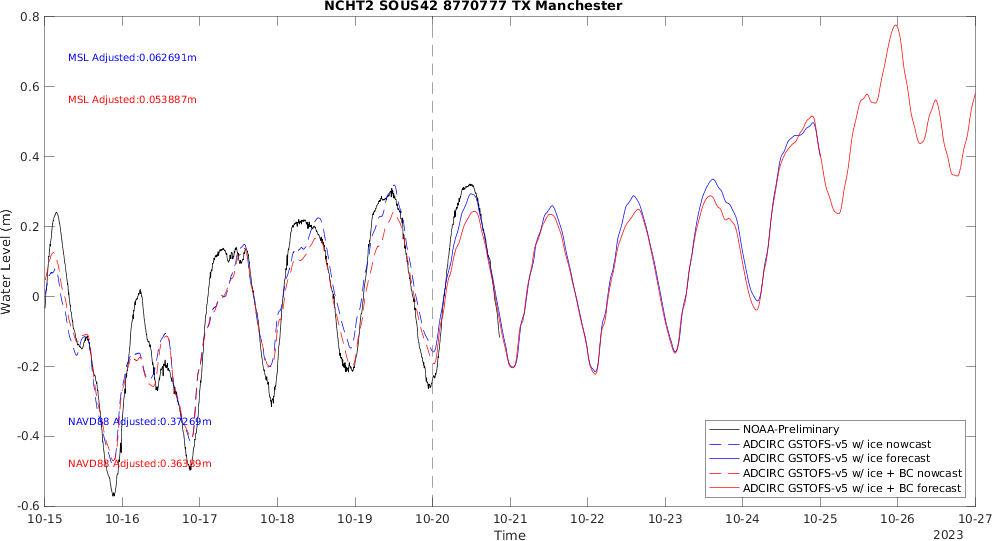 NCHT2 SOUS42 8770777 TX Manchester
Water Level (m)
0.8
0.6
0.4
0.2
0
-0.2
-0.4
-0.6
MSL Adjusted:0.062691m
MSL Adjusted:0.053887m
NAVD88 Adjusted:0.37269m
NAVD88 Adjusted:0.36389m
NOAA-Preliminary
ADCIRC GSTOFS-v5 w/ ice nowcast
ADCIRC GSTOFS-v5 w/ ice forecast
ADCIRC GSTOFS-v5 w/ ice + BC nowcast
ADCIRC GSTOFS-v5 w/ ice + BC forecast
10-15 10-16 10-17 10-18 10-19 10-20 10-21 10-22 10-23 10-24 10-25 10-26 10-27
Time
2023